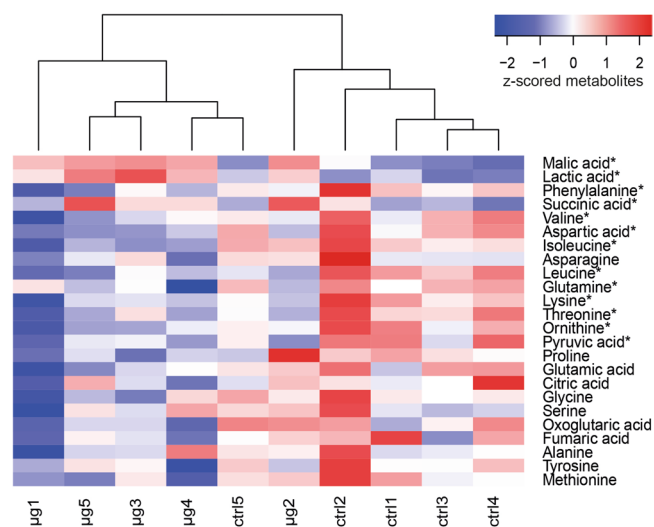 −2 −1 0 1 2
z-scored metabolites
Malic acid*
Lactic acid*
Phenylalanine*
Succinic acid*
Valine*
Aspartic acid*
Isoleucine*
Asparagine
Leucine*
Glutamine*
Lysine*
Threonine*
Ornithine*
Pyruvic acid*
Proline
Glutamic acid
Citric acid
Glycine
Serine
Oxoglutaric acid
Fumaric acid
Alanine
Tyrosine
Methionine
µg1 µg5 µg3 µg4 ctrl5 µg2 ctrl2 ctrl1 ctrl3 ctrl4